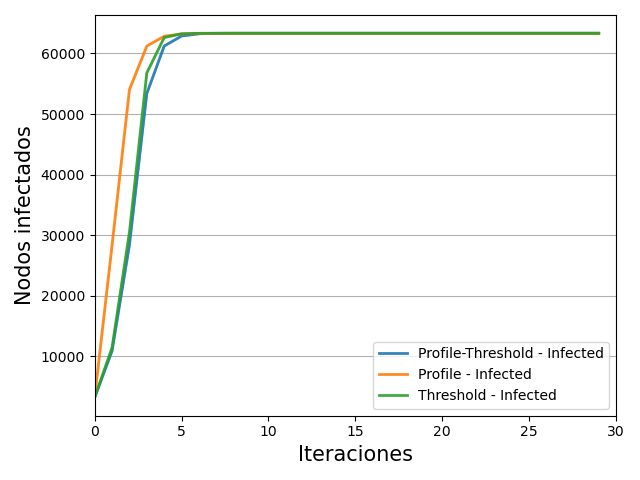 Nodos infectados
60000
50000
40000
30000
20000
10000
0
5
10
15
20
25
30
Iteraciones
Profile-Threshold - Infected
Profile - Infected
Threshold - Infected